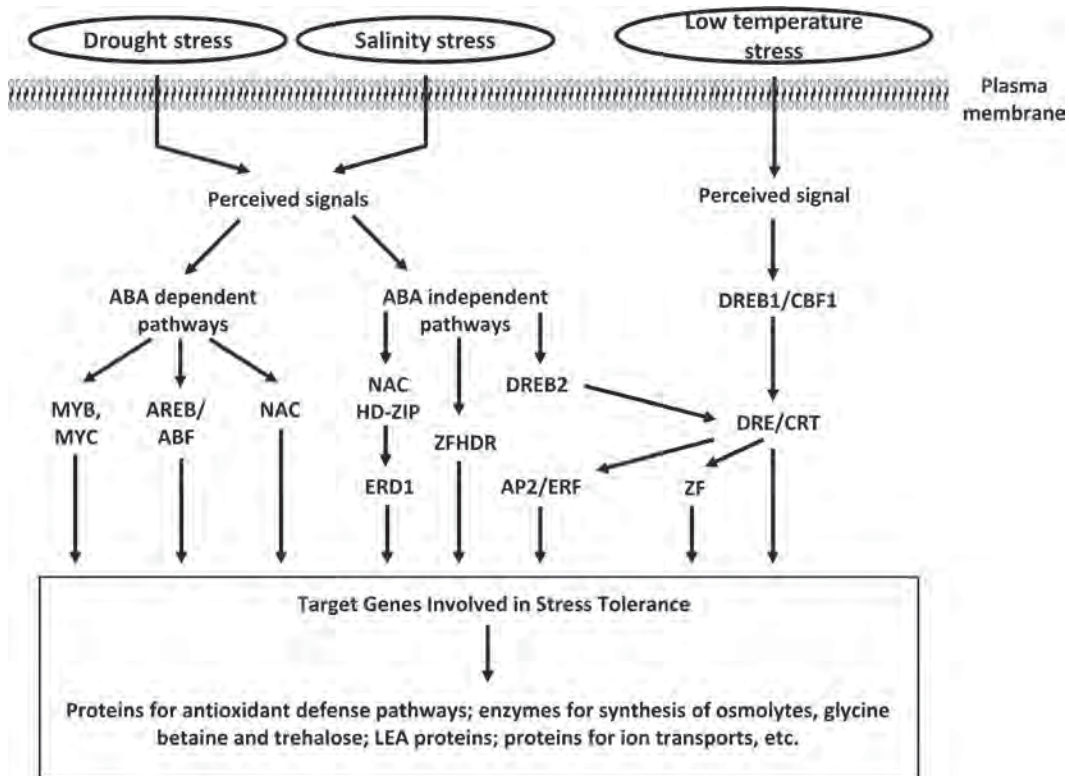 Drought stress
Salinity stress
Low temperature
stress
Plasma
membrane
Perceived signals
Perceived signal
ABA dependent
pathways
ABA independent
pathways
DREB1/CBF1
MYB,
MYC
AREB/
ABF
NAC
NAC
HD-ZIP
ZFHDR
DREB2
DRE/CRT
ERD1
AP2/ERF
ZF
Target Genes Involved in Stress Tolerance
Proteins for antioxidant defense pathways; enzymes for synthesis of osmolytes, glycine
betaine and trehalose; LEA proteins; proteins for ion transports, etc.